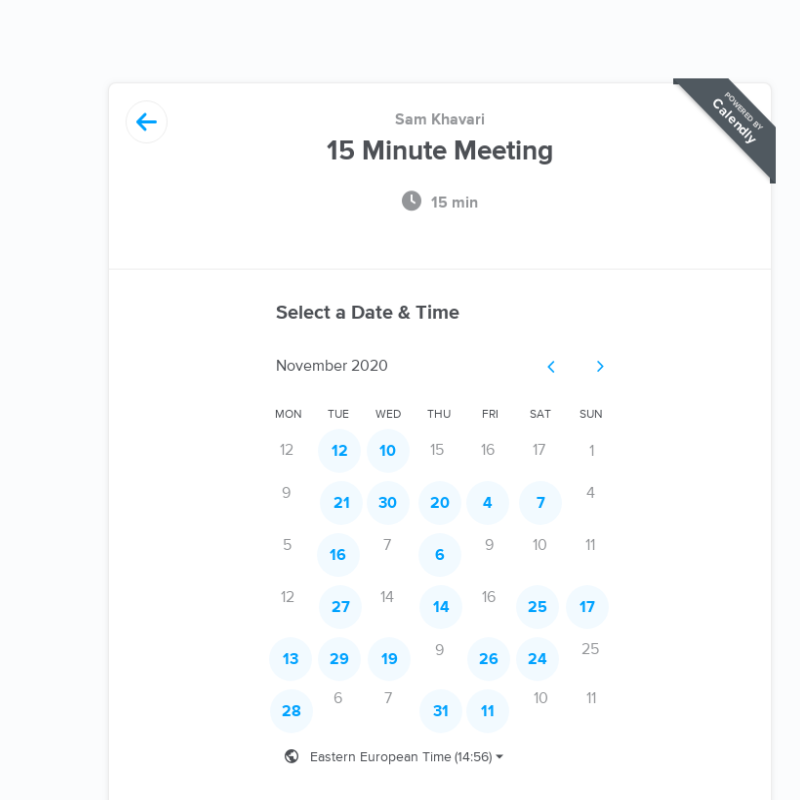 POWERED BY
Calendly
Sam Khavari
15 Minute Meeting
15 min
Select a Date & Time
November 2020
MON TUE WED THU FRI SAT SUN
12 12 10 15 16 17 1
9 21 30 20 4 7 4
5 16 7 6 9 10 11
12 27 14 14 16 25 17
13 29 19 9 26 24 25
28 6 7 31 11 10 11
Eastern European Time (14:56)